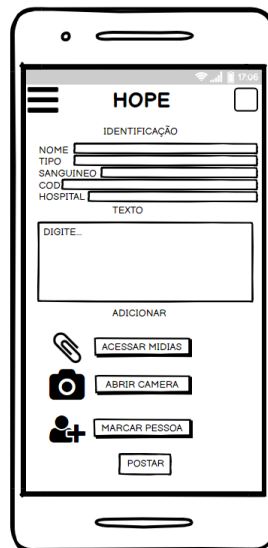 17:06
HOPE
IDENTIFICAÇÃO
NOME
TIPO
SANGUINEO
COD
HOSPITAL
TEXTO
DIGITE...
ADICIONAR
ACESSAR MIDIAS
ABRIR CAMERA
MARCAR PESSOA
POSTAR